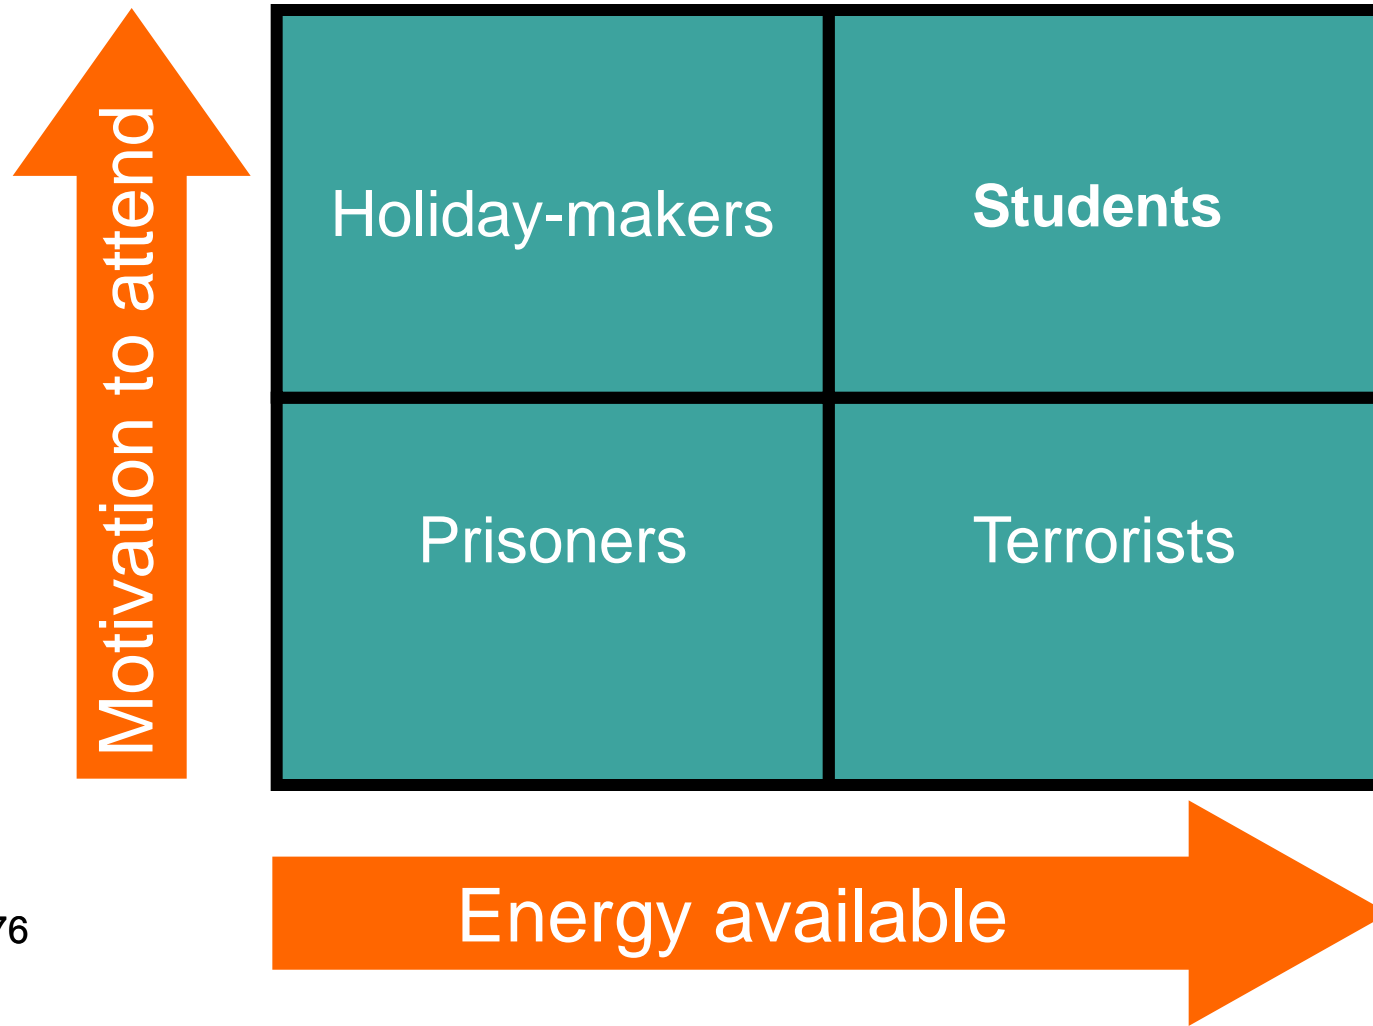 Motivation to attend
Holiday-makers
Students
Prisoners
Terrorists
Energy available
76